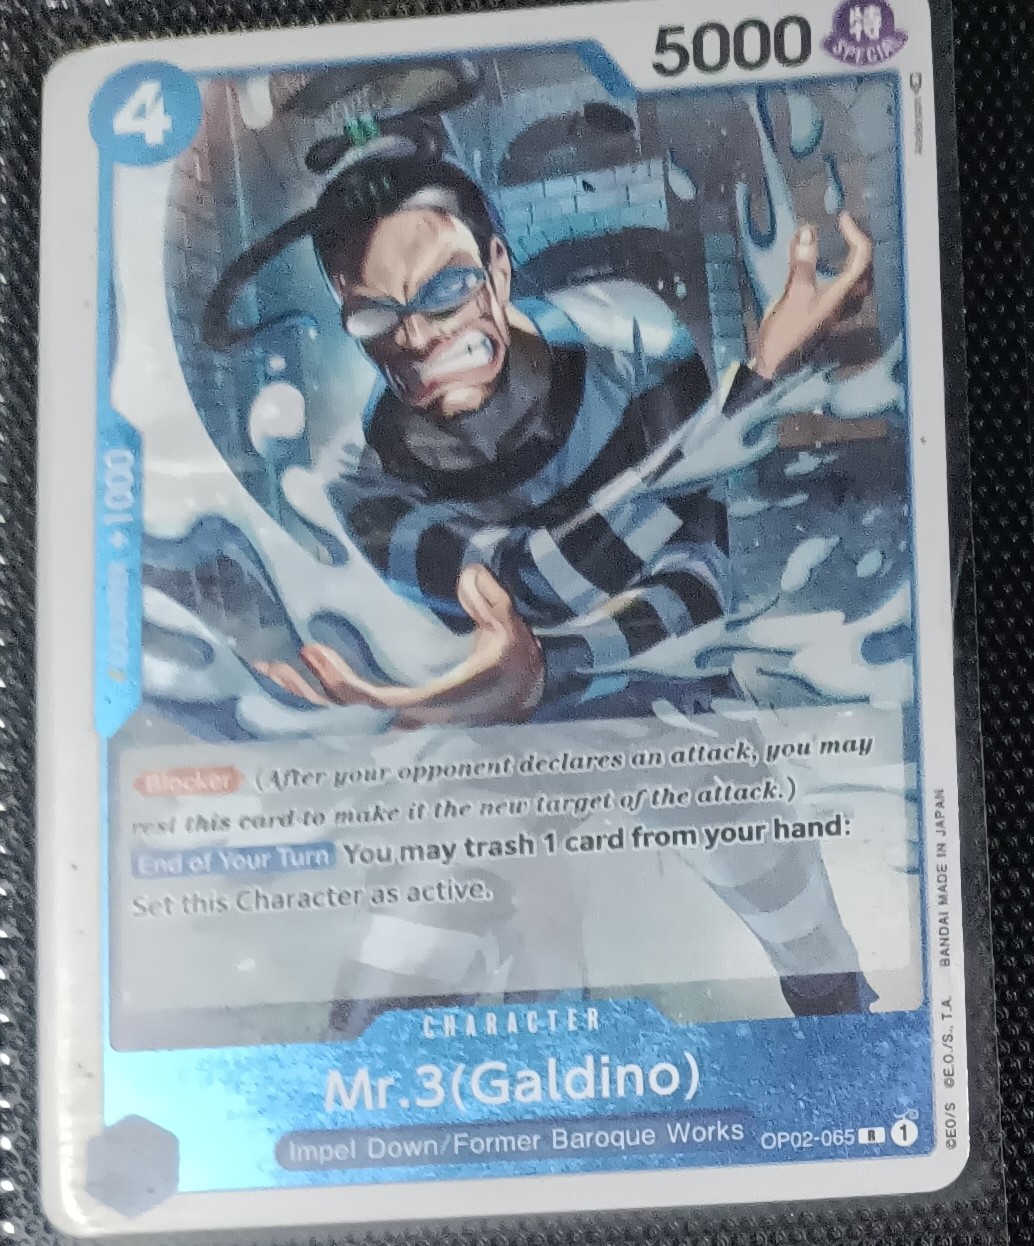 4
5000
特
SPECIAL
COUNTER +1000
Blocker (After your opponent declares an attack, you may
rest this card to make it the new target of the attack.)
End of Your Turn You may trash 1 card from your hand:
Set this Character as active.
CHARACTER
Mr.3(Galdino)
Impel Down/Former Baroque Works
OP02-065 R 1
©EO/S ©E.O./S., T.A. BANDAI MADE IN JAPAN